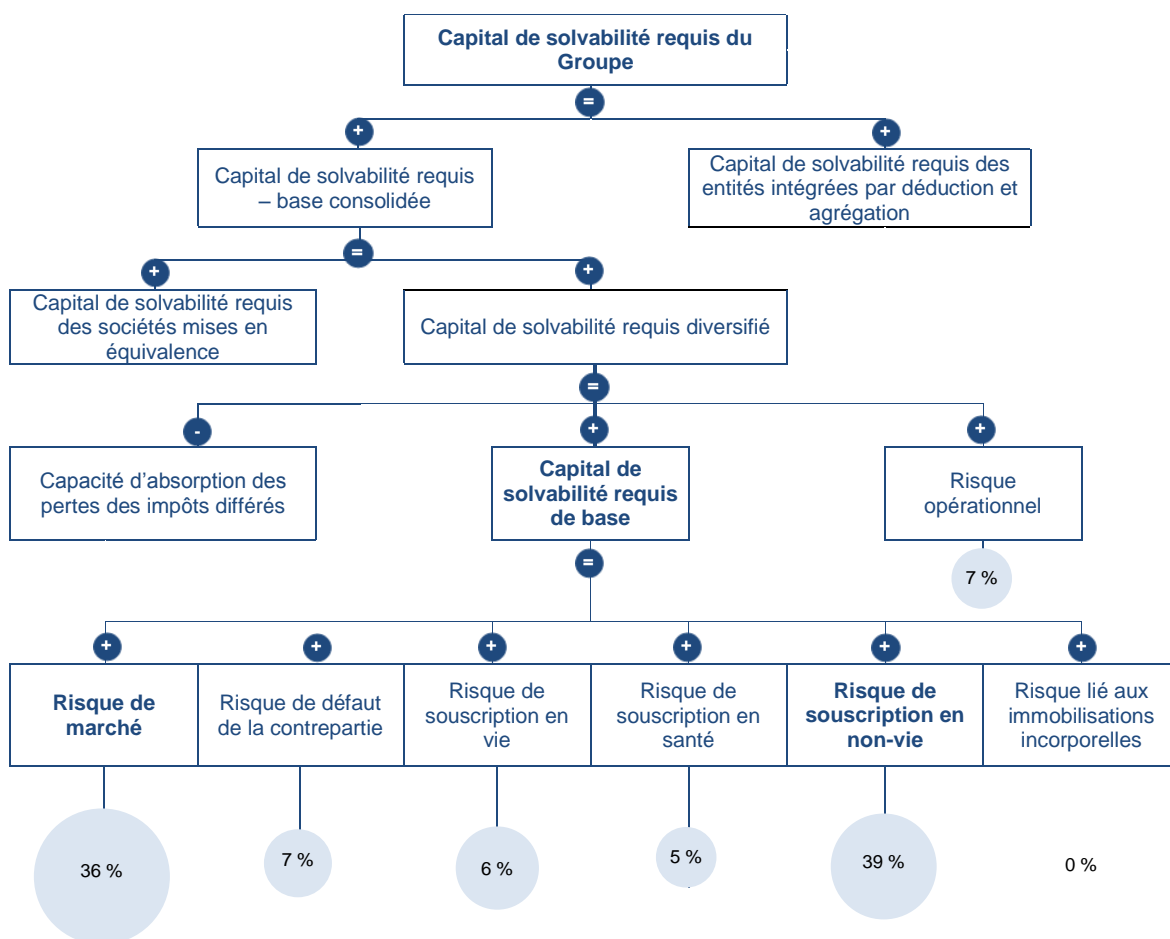 Capital de solvabilité requis du
Groupe
=
+
+
Capital de solvabilité requis
– base consolidée
Capital de solvabilité requis des
entités intégrées par déduction et
agrégation
=
+
+
Capital de solvabilité requis
des sociétés mises en
équivalence
Capital de solvabilité requis diversifié
=
-
+
+
Capacité d'absorption des
pertes des impôts différés
Capital de
solvabilité requis
de base
Risque
opérationnel
=
7 %
+
+
+
+
+
+
Risque de
marché
Risque de défaut
de la contrepartie
Risque de
souscription en
vie
Risque de
souscription en
santé
Risque de
souscription en
non-vie
Risque lié aux
immobilisations
incorporelles
36 %
7 %
6 %
5 %
39 %
0 %